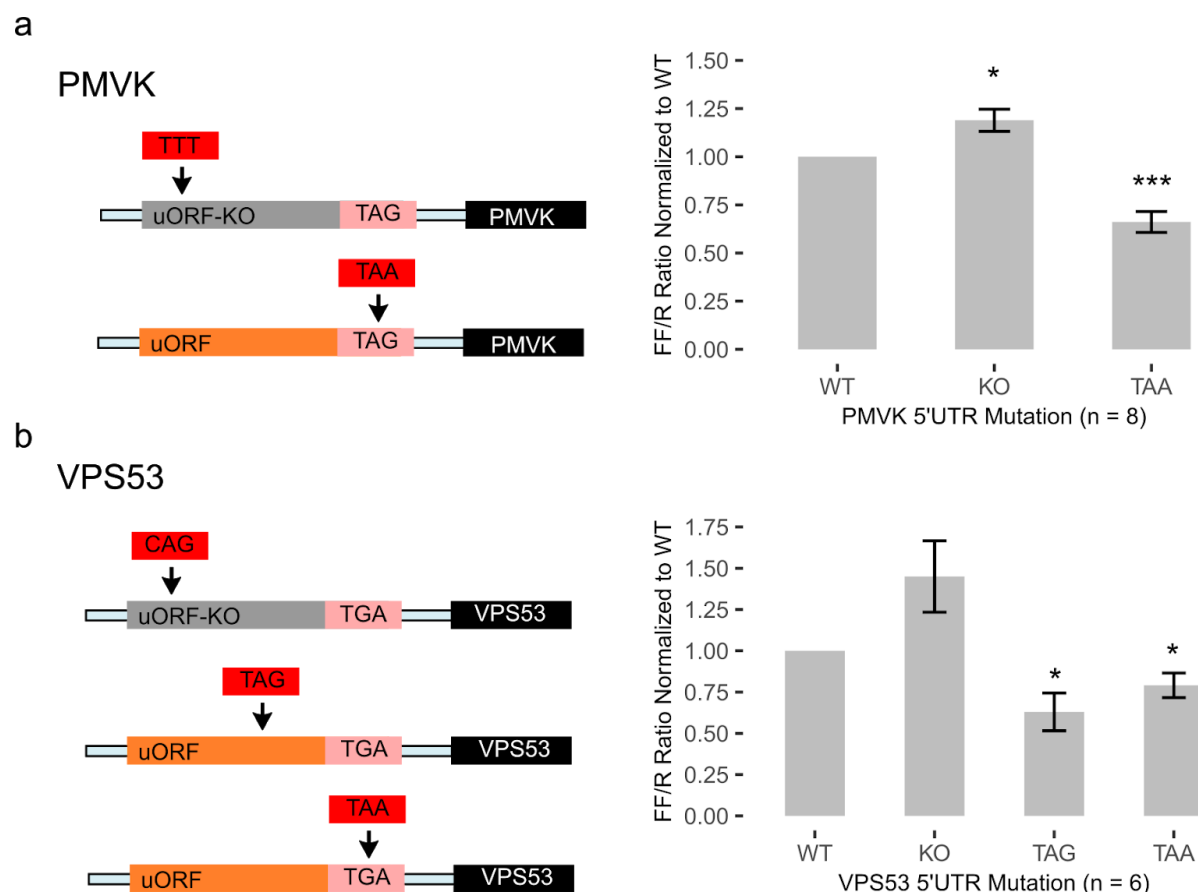 a
PMVK
TTT
uORF-KO TAG PMVK
TAA
uORF TAG PMVK
FF/R Ratio Normalized to WT
1.50
1.25
1.00
0.75
0.50
0.25
0.00
*
***
WT KO TAA
PMVK 5'UTR Mutation (n = 8)
b
VPS53
CAG
uORF-KO TGA VPS53
TAG
uORF TGA VPS53
TAA
uORF TGA VPS53
FF/R Ratio Normalized to WT
1.75
1.50
1.25
1.00
0.75
0.50
0.25
0.00
* *
WT KO TAG TAA
VPS53 5'UTR Mutation (n = 6)